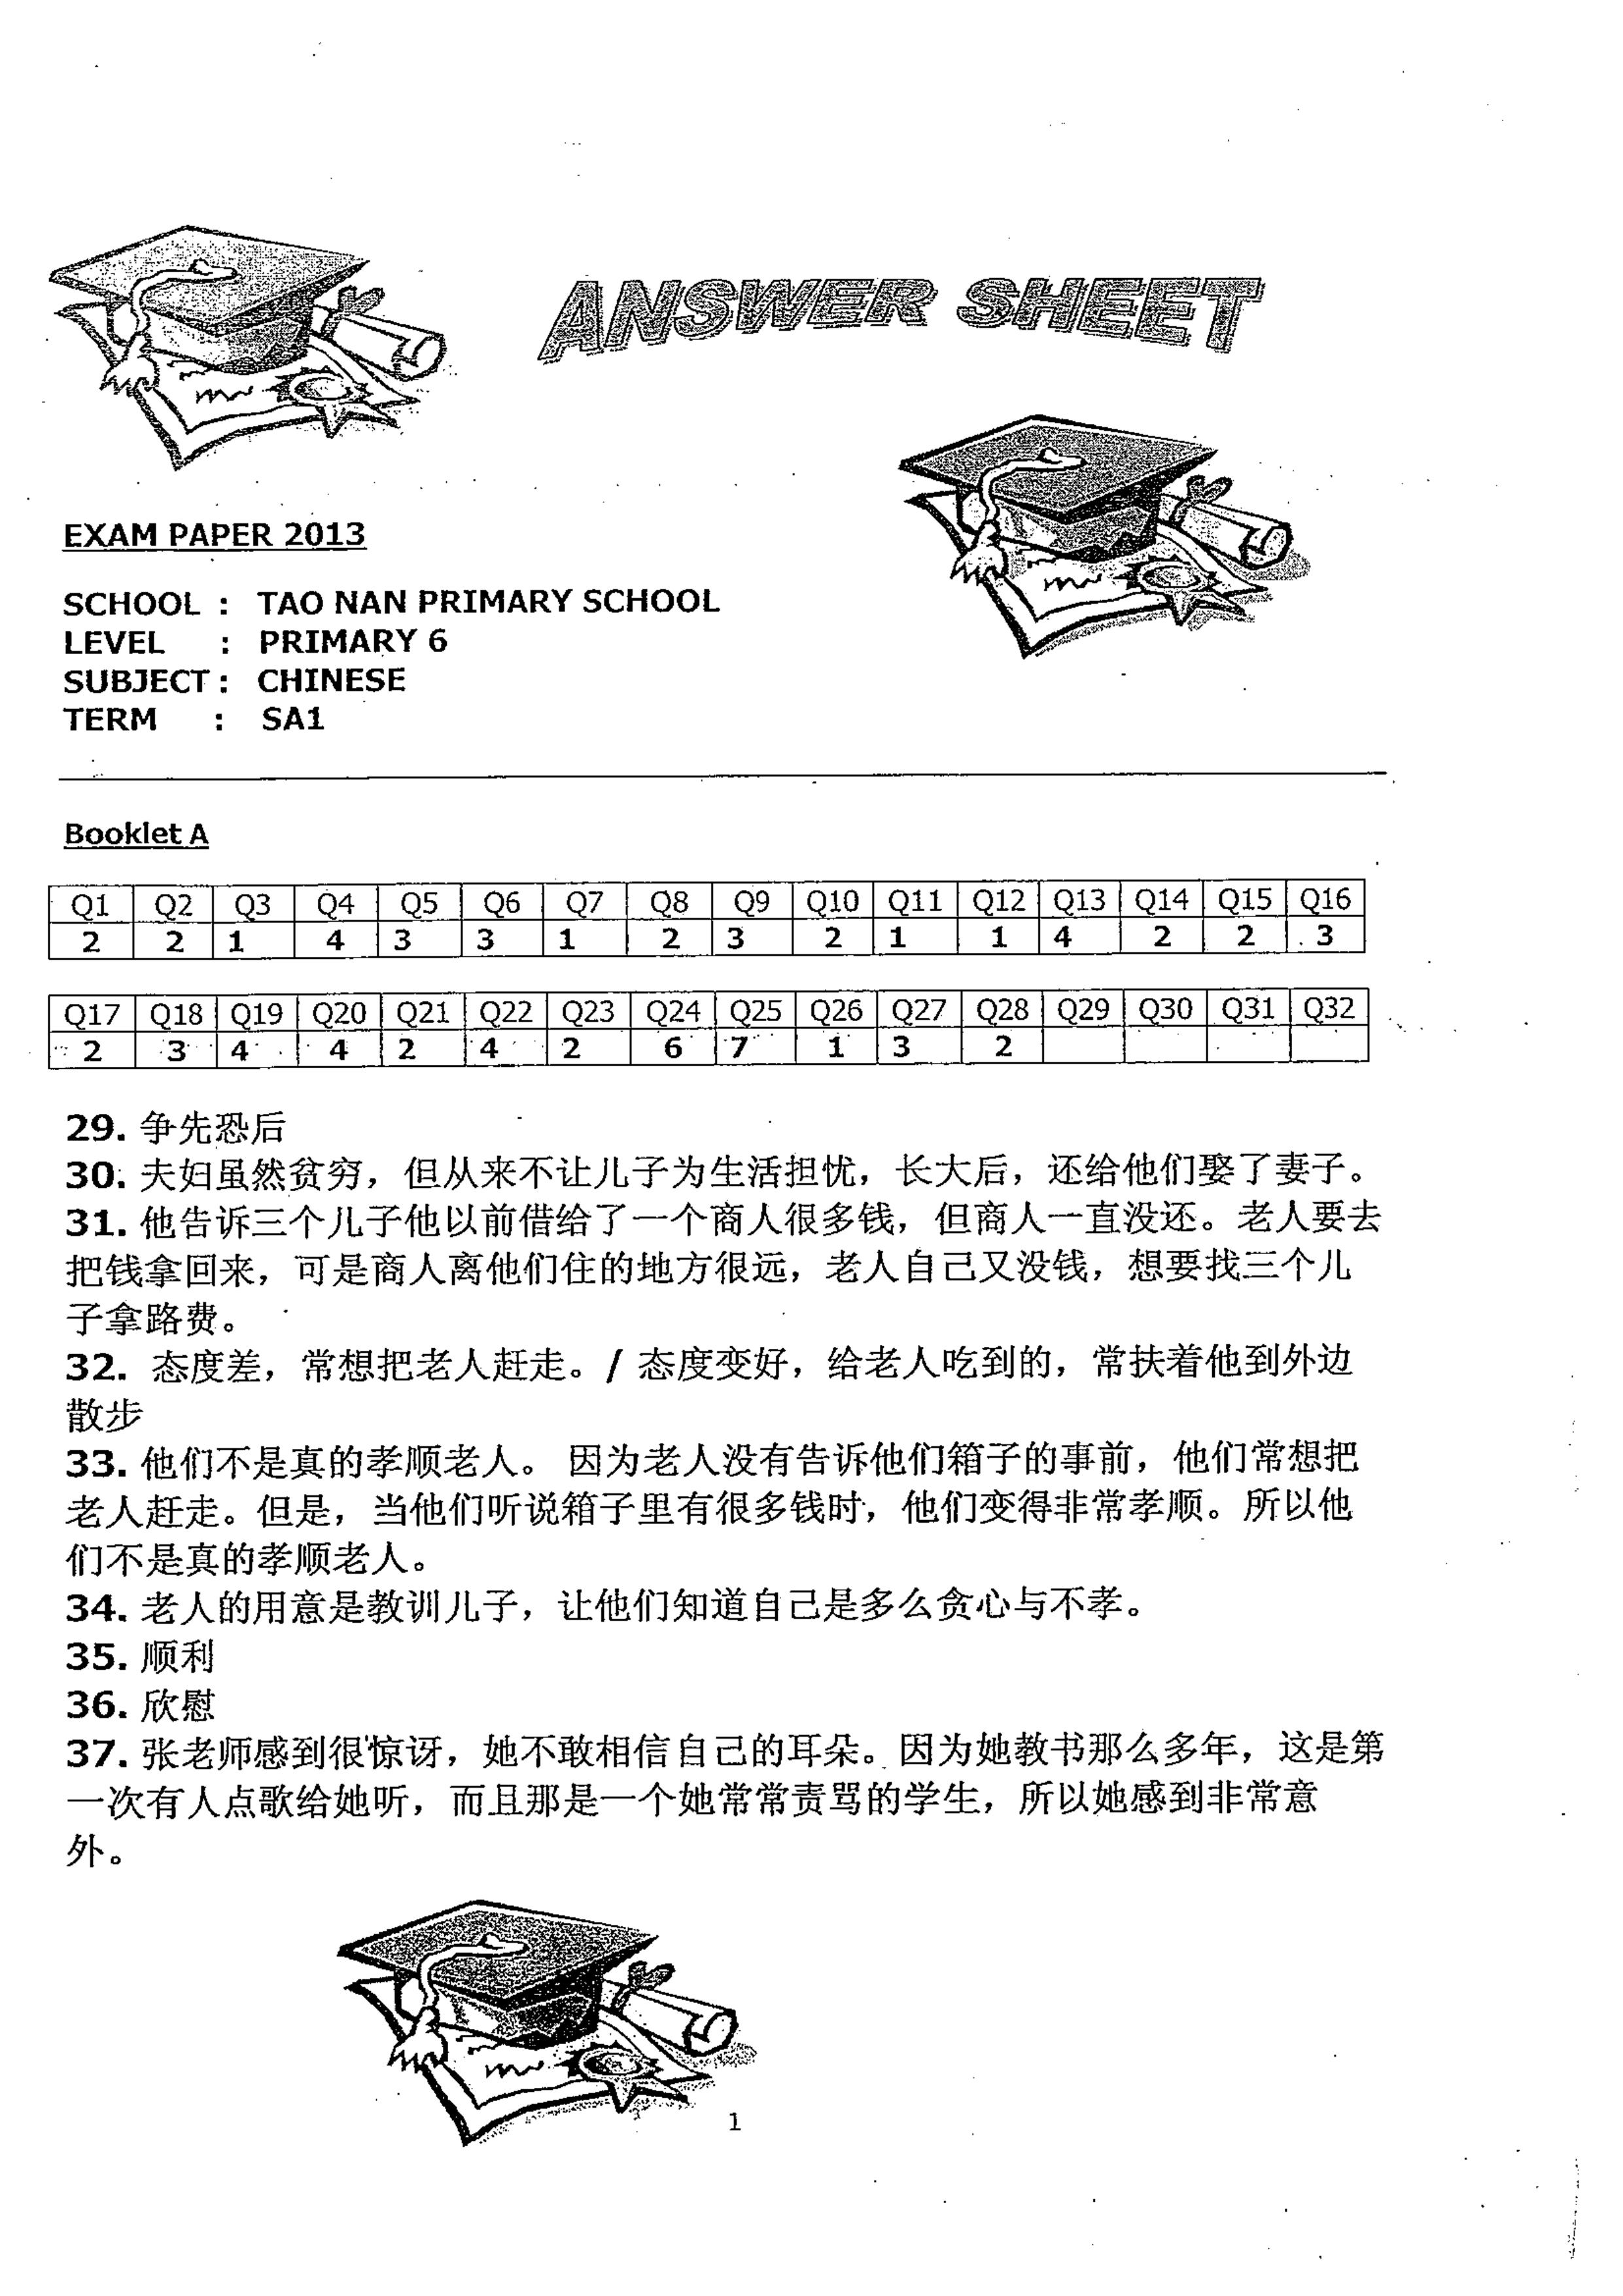 ANSWER SHEET
EXAM PAPER 2013
SCHOOL : TAO NAN PRIMARY SCHOOL
LEVEL : PRIMARY 6
SUBJECT : CHINESE
TERM : SA1
Booklet A
Q1 Q2 Q3 Q4 Q5 Q6 Q7 Q8 Q9 Q10 Q11 Q12 Q13 Q14 Q15 Q16
2 2 1 4 3 3 1 2 3 2 1 1 4 2 2 3
Q17 Q18 Q19 Q20 Q21 Q22 Q23 Q24 Q25 Q26 Q27 Q28 Q29 Q30 Q31 Q32
2 3 4 4 2 4 2 6 7 1 3 2
29. 争先恐后
30. 夫妇虽然贫穷，但从来不让儿子为生活担忧，长大后，还给他们娶了妻子。
31. 他告诉三个儿子他以前借给了一个商人很多钱，但商人一直没还。老人要去
把钱拿回来，可是商人离他们住的地方很远，老人自己又没钱，想要找三个儿
子拿路费。
32. 态度差，常想把老人赶走。/ 态度变好，给老人吃到的，常扶着他到外边
散步
33. 他们不是真的孝顺老人。 因为老人没有告诉他们箱子的事前，他们常想把
老人赶走。但是，当他们听说箱子里有很多钱时，他们变得非常孝顺。所以他
们不是真的孝顺老人。
34. 老人的用意是教训儿子，让他们知道自己是多么贪心与不孝。
35. 顺利
36. 欣慰
37. 张老师感到很惊讶，她不敢相信自己的耳朵。因为她教书那么多年，这是第
一次有人点歌给她听，而且那是一个她常常责骂的学生，所以她感到非常意
外。
1